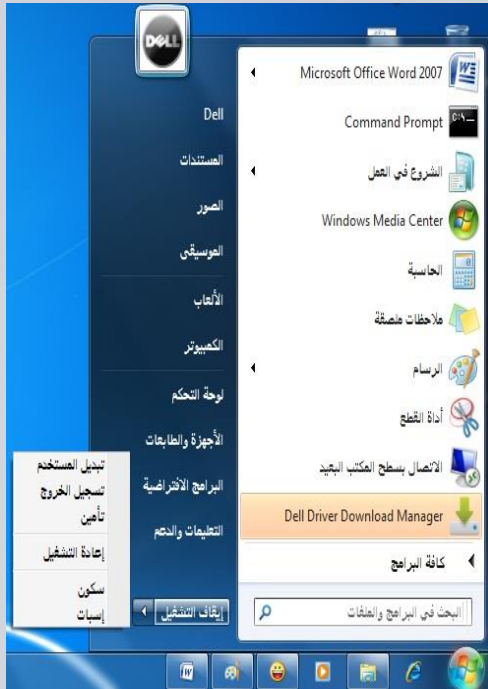 DELL
Microsoft Office Word 2007
Command Prompt
الشروع في العمل
Windows Media Center
الحاسبة
ملاحظات ملصقة
الرسام
أداة القطع
الاتصال بسطح المكتب البعيد
Dell Driver Download Manager
كافة البرامج
البحث في البرامج والملفات
Dell
المستندات
الصور
الموسيقى
الألعاب
الكمبيوتر
لوحة التحكم
الأجهزة والطابعات
البرامج الافتراضية
التعليمات والدعم
إيقاف التشغيل
تبديل المستخدم
تسجيل الخروج
تأمين
إعادة التشغيل
سكون
إسبات